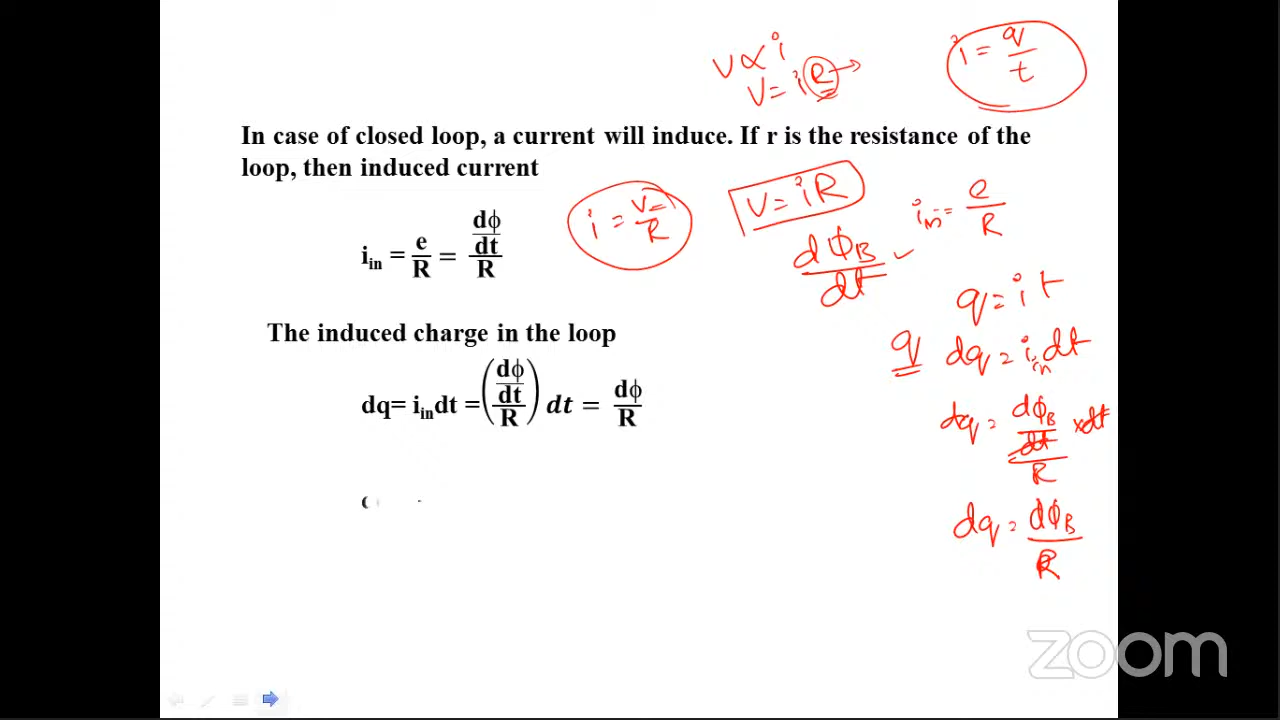 V ∝ i
V = iR →
i = q/t
In case of closed loop, a current will induce. If r is the resistance of the
loop, then induced current
i_in = e/R = (dϕ/dt)/R
i = V/R
V = iR
i_in = e/R
dϕ_B/dt ✓
q = it
The induced charge in the loop
q dq = i_in dt
dq= i_in dt =((dϕ/dt)/R) dt = dϕ/R
dq = (dϕ_B/dt)/R × dt
dq = dϕ_B/R
zoom